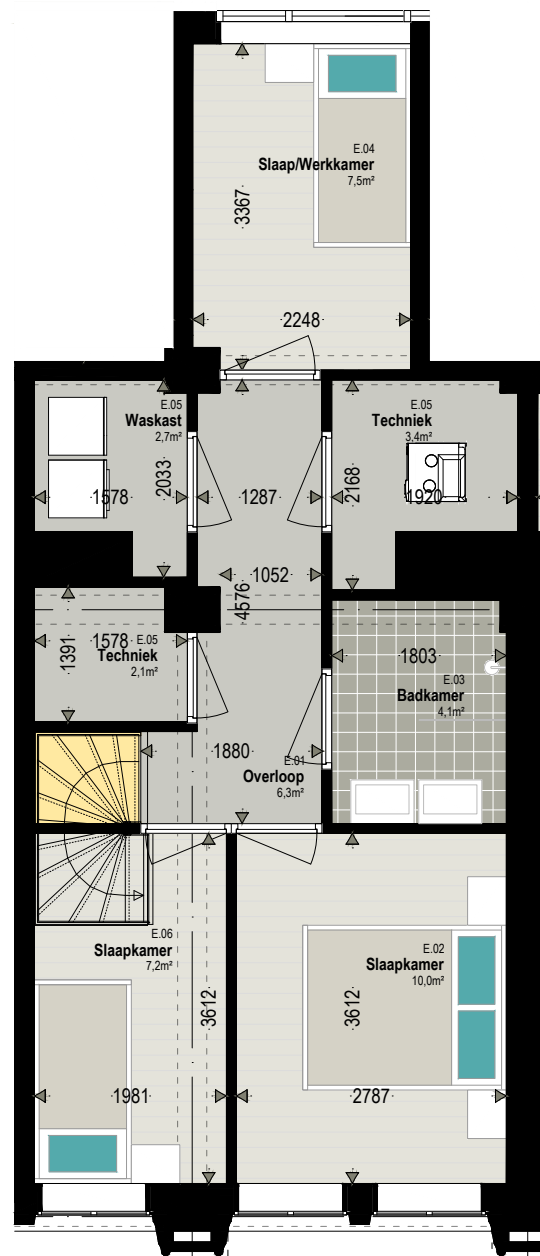 E.04
Slaap/Werkkamer
7,5m²
3367
2248
E.05
Waskast
2,7m²
2033
1578
1287
E.05
Techniek
3,4m²
2168
1920
1052
4576
1391
1578
E.05
Techniek
2,1m²
1803
E.03
Badkamer
4,1m²
1880
E.01
Overloop
6,3m²
E.06
Slaapkamer
7,2m²
3612
1981
E.02
Slaapkamer
10,0m²
3612
2787